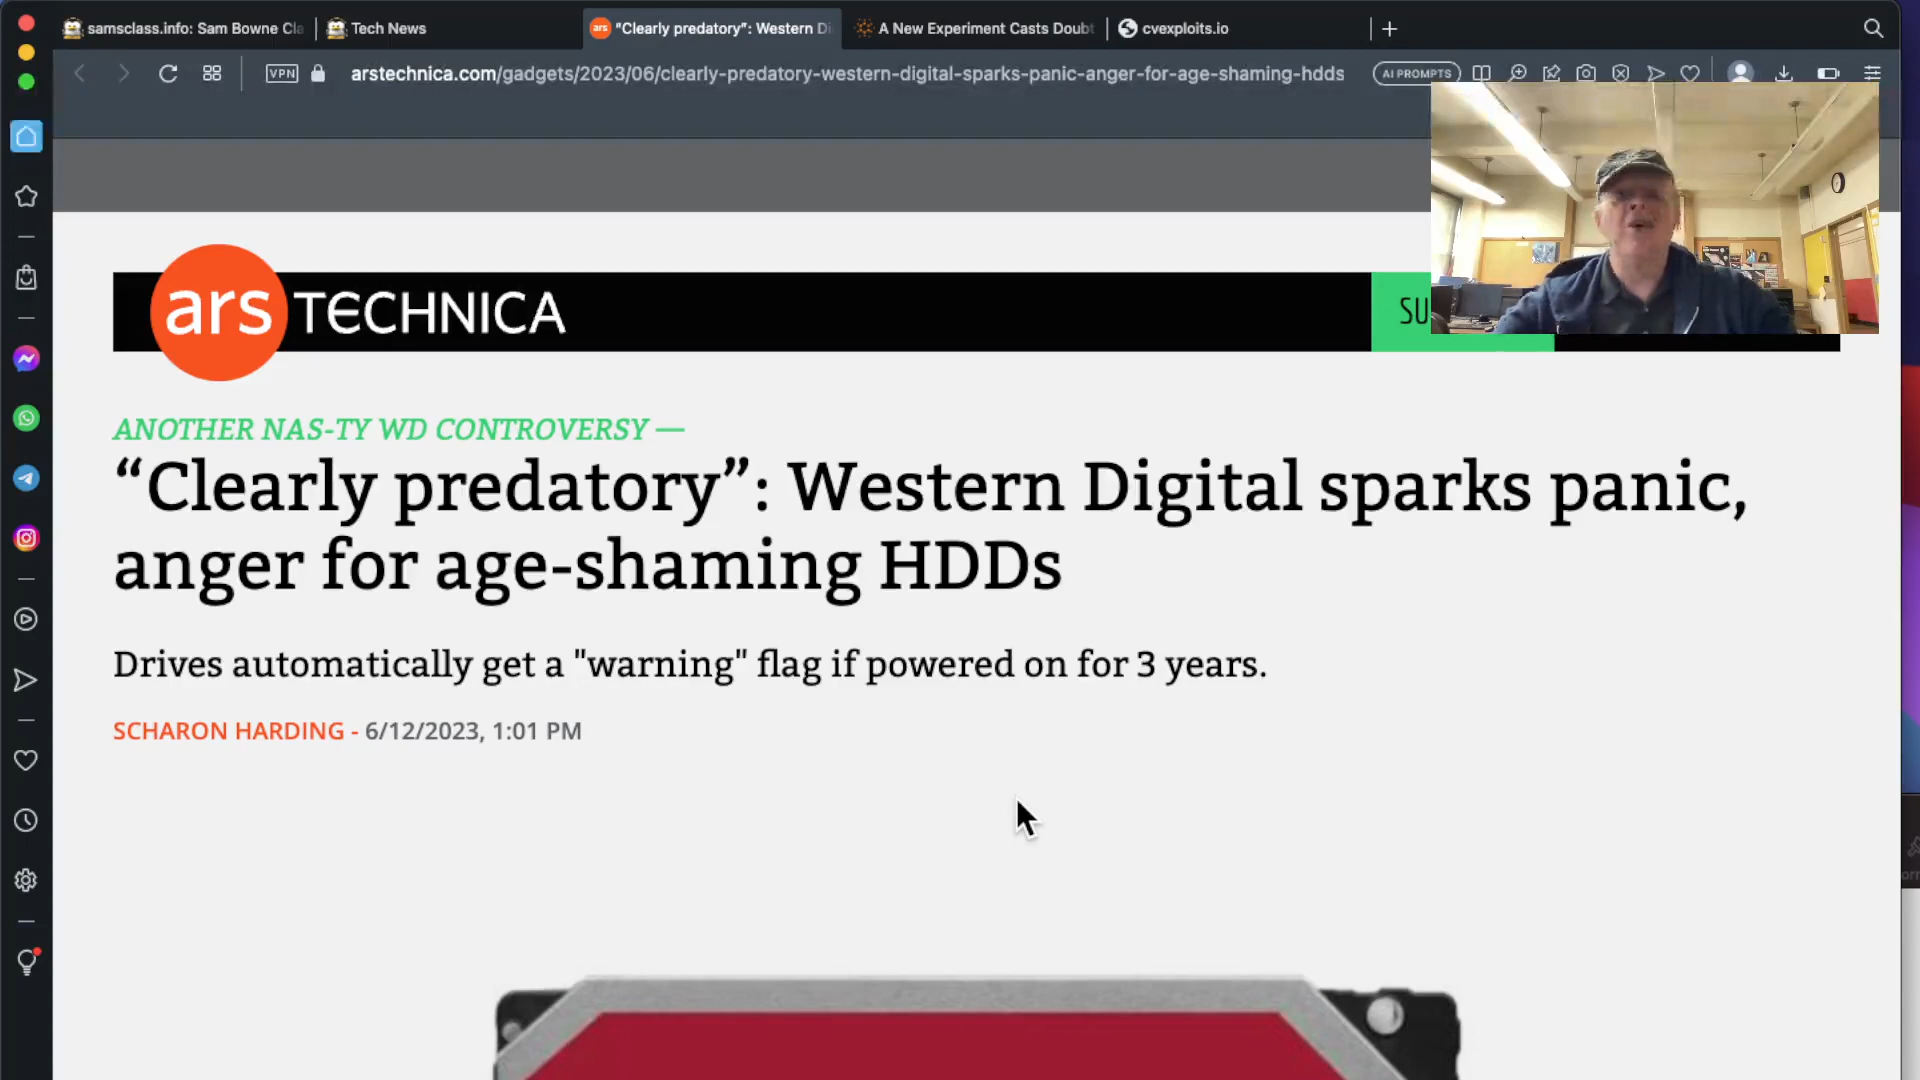 samsclass.info: Sam Bowne Cla
Tech News
ars "Clearly predatory": Western Di
A New Experiment Casts Doubt
cvexploits.io
VPN
arstechnica.com/gadgets/2023/06/clearly-predatory-western-digital-sparks-panic-anger-for-age-shaming-hdds
AI PROMPTS
ars TECHNICA
SU
ANOTHER NAS-TY WD CONTROVERSY —
“Clearly predatory”: Western Digital sparks panic,
anger for age-shaming HDDs
Drives automatically get a "warning" flag if powered on for 3 years.
SCHARON HARDING - 6/12/2023, 1:01 PM